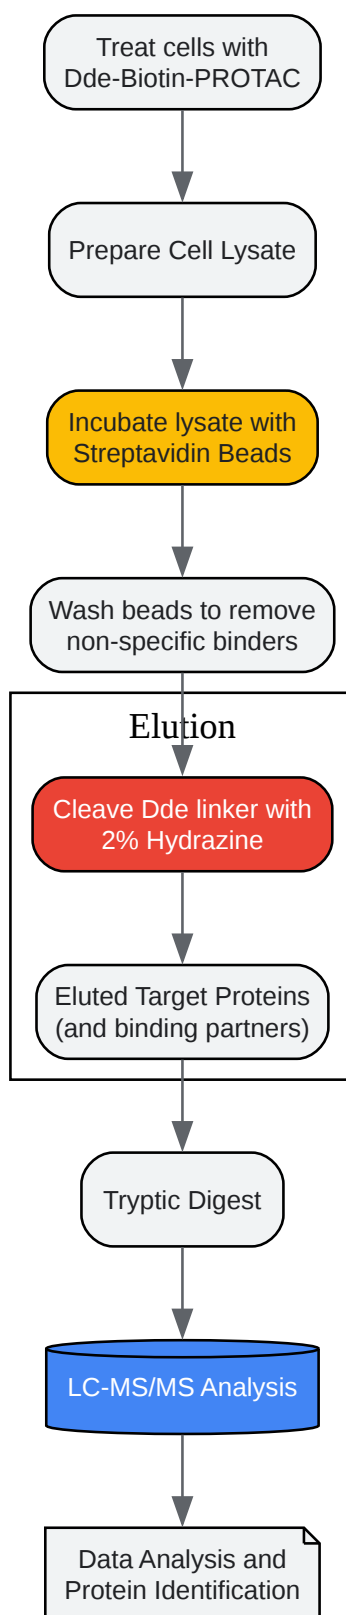 Treat cells with
Dde-Biotin-PROTAC
Prepare Cell Lysate
Incubate lysate with
Streptavidin Beads
Wash beads to remove
non-specific binders
Elution
Cleave Dde linker with
2% Hydrazine
Eluted Target Proteins
(and binding partners)
Tryptic Digest
LC-MS/MS Analysis
Data Analysis and
Protein Identification